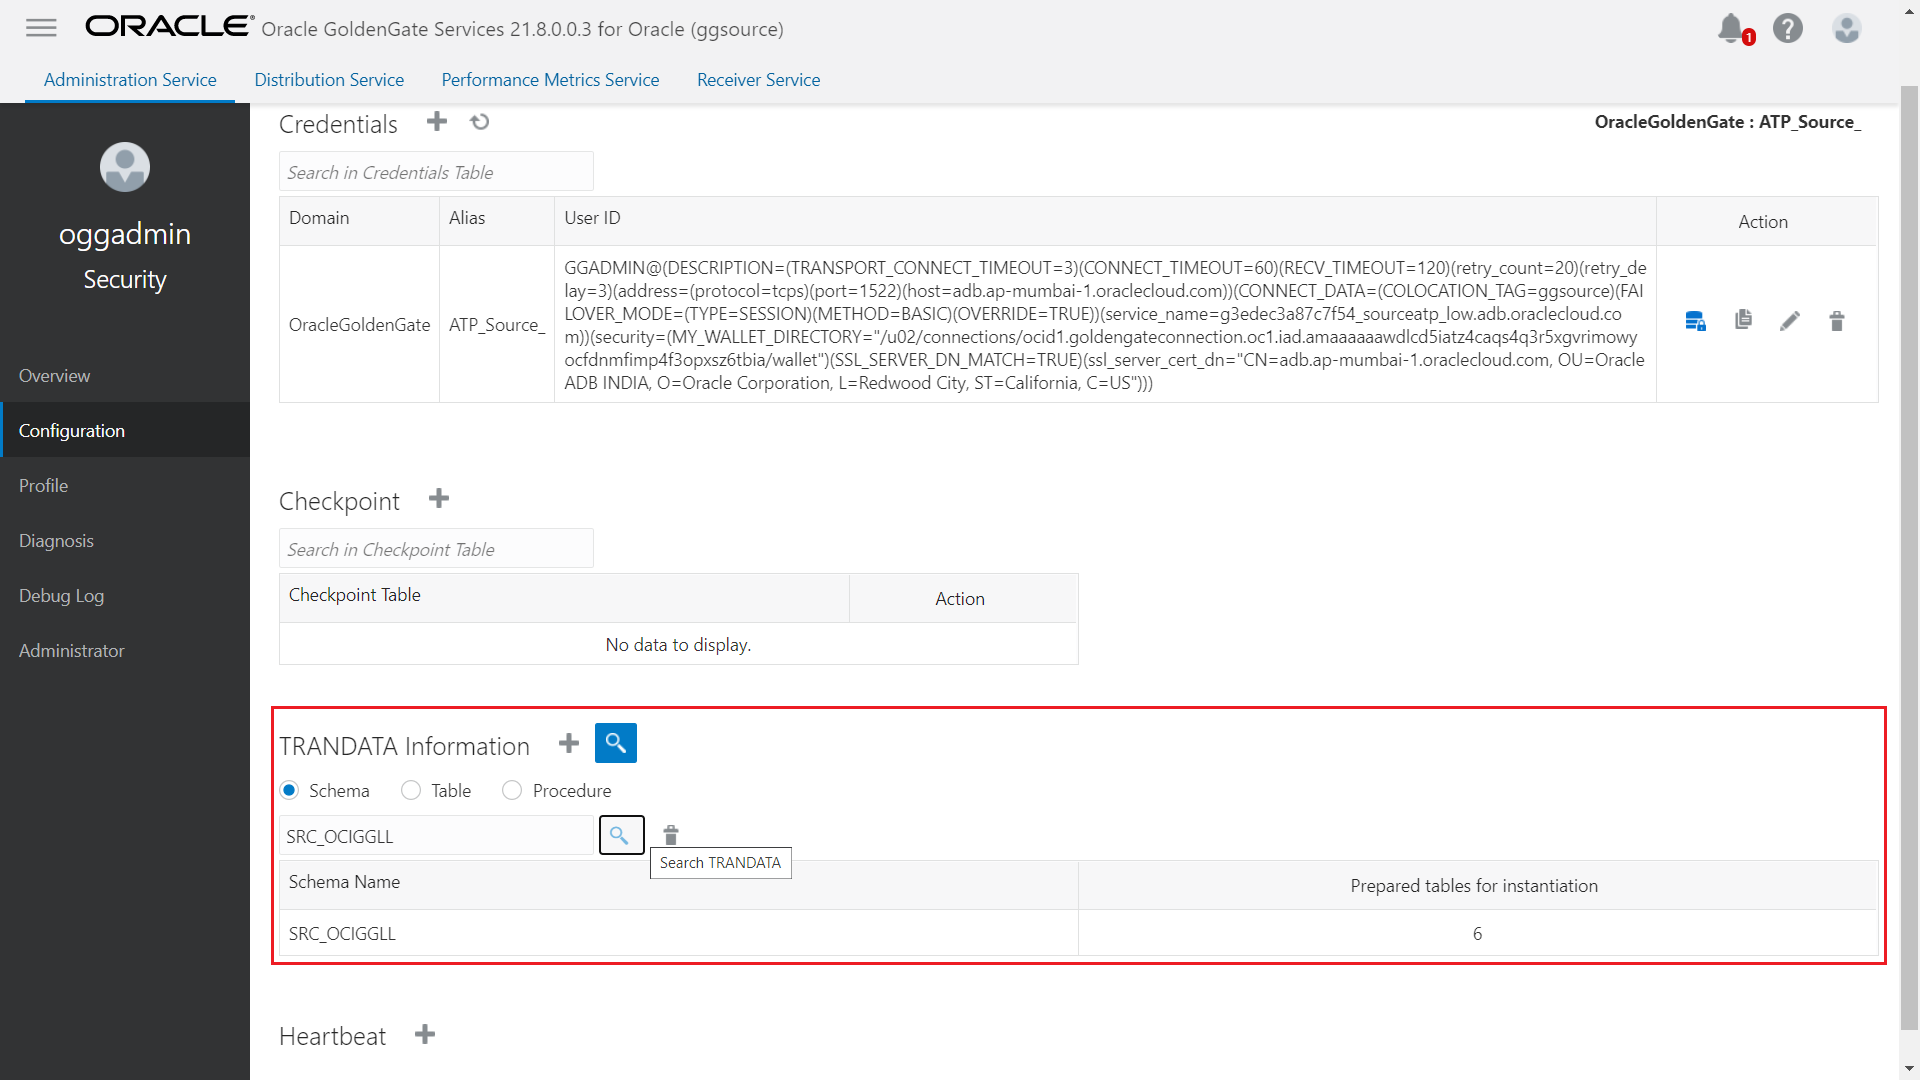 ORACLE® Oracle GoldenGate Services 21.8.0.0.3 for Oracle (ggsource)
1
?
Administration Service
Distribution Service
Performance Metrics Service
Receiver Service
oggadmin
Security
Overview
Configuration
Profile
Diagnosis
Debug Log
Administrator
Credentials
OracleGoldenGate : ATP_Source_
Search in Credentials Table
Domain
Alias
User ID
Action
OracleGoldenGate
ATP_Source_
GGADMIN@(DESCRIPTION=(TRANSPORT_CONNECT_TIMEOUT=3)(CONNECT_TIMEOUT=60)(RECV_TIMEOUT=120)(retry_count=20)(retry_de
lay=3)(address=(protocol=tcps)(port=1522)(host=adb.ap-mumbai-1.oraclecloud.com))(CONNECT_DATA=(COLOCATION_TAG=ggsource)(FAI
LOVER_MODE=(TYPE=SESSION)(METHOD=BASIC)(OVERRIDE=TRUE))(service_name=g3edec3a87c7f54_sourceatp_low.adb.oraclecloud.co
m))(security=(MY_WALLET_DIRECTORY="/u02/connections/ocid1.goldengateconnection.oc1.iad.amaaaaaawdlcd5iatz4caqs4q3r5xgvrimowy
ocfdnmfimp4f3opxsz6tbia/wallet")(SSL_SERVER_DN_MATCH=TRUE)(ssl_server_cert_dn="CN=adb.ap-mumbai-1.oraclecloud.com, OU=Oracle
ADB INDIA, O=Oracle Corporation, L=Redwood City, ST=California, C=US")))
Checkpoint
Search in Checkpoint Table
Checkpoint Table
Action
No data to display.
TRANDATA Information
Schema
Table
Procedure
SRC_OCIGGLL
Search TRANDATA
Schema Name
Prepared tables for instantiation
SRC_OCIGGLL
6
Heartbeat